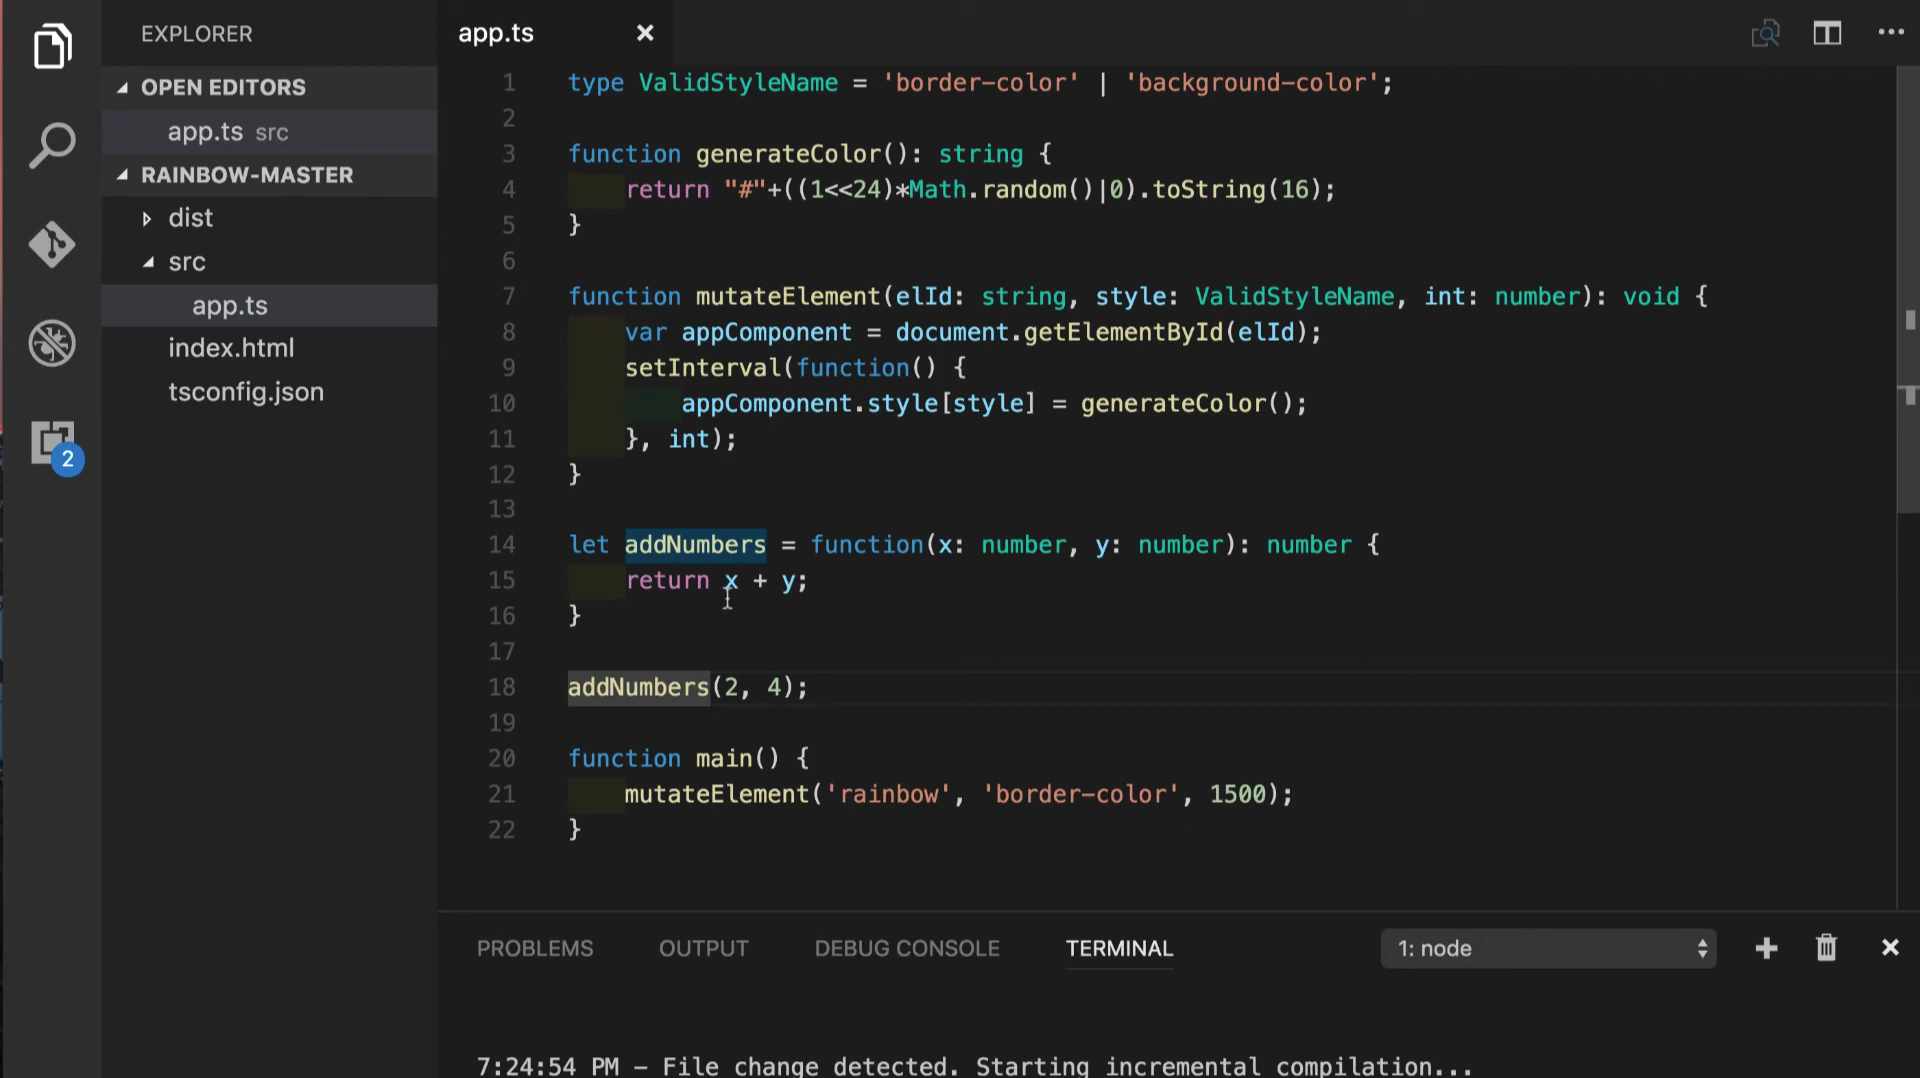 EXPLORER
OPEN EDITORS
app.ts src
RAINBOW-MASTER
dist
src
app.ts
index.html
tsconfig.json
2
app.ts
1 type ValidStyleName = 'border-color' | 'background-color';
2
3 function generateColor(): string {
4 return "#"+((1<<24)*Math.random()|0).toString(16);
5 }
6
7 function mutateElement(elId: string, style: ValidStyleName, int: number): void {
8 var appComponent = document.getElementById(elId);
9 setInterval(function() {
10 appComponent.style[style] = generateColor();
11 }, int);
12 }
13
14 let addNumbers = function(x: number, y: number): number {
15 return x + y;
16 }
17
18 addNumbers(2, 4);
19
20 function main() {
21 mutateElement('rainbow', 'border-color', 1500);
22 }
PROBLEMS OUTPUT DEBUG CONSOLE TERMINAL 1: node
7:24:54 PM – File change detected. Starting incremental compilation...